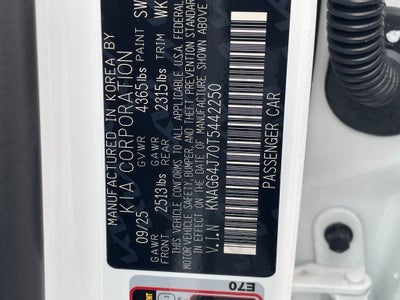 MANUFACTURED IN KOREA BY
KIA CORPORATION
09/25 GVWR 4365lbs PAINT SW
GAWR FRONT 2513lbs GAWR REAR 2315lbs TRIM WK
THIS VEHICLE CONFORMS TO ALL APPLICABLE U.S.A. FEDERAL
MOTOR VEHICLE SAFETY, BUMPER, AND THEFT PREVENTION STANDARDS
IN EFFECT ON THE DATE OF MANUFACTURE SHOWN ABOVE
V.I.N KNAG64J70T5442250
PASSENGER CAR
E70